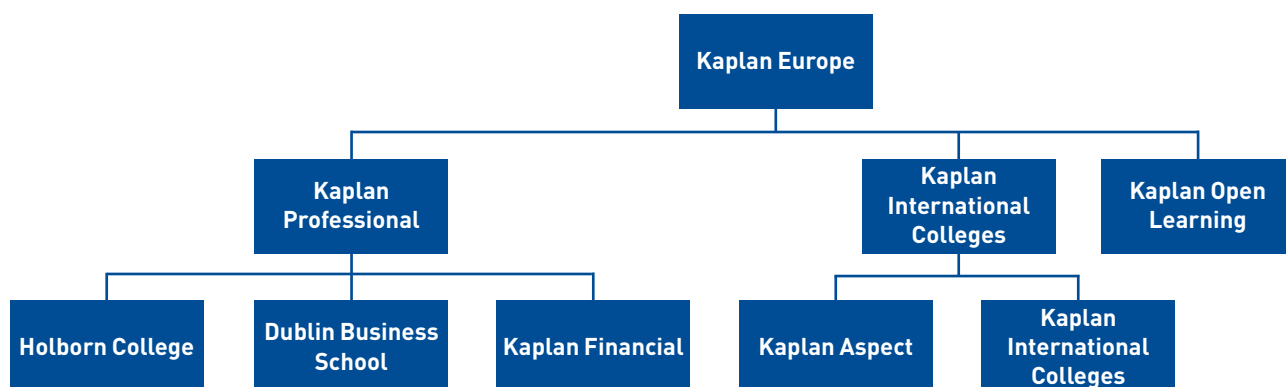 Kaplan Europe
Kaplan
Professional
Kaplan
International
Colleges
Kaplan Open
Learning
Holborn College
Dublin Business
School
Kaplan Financial
Kaplan Aspect
Kaplan
International
Colleges